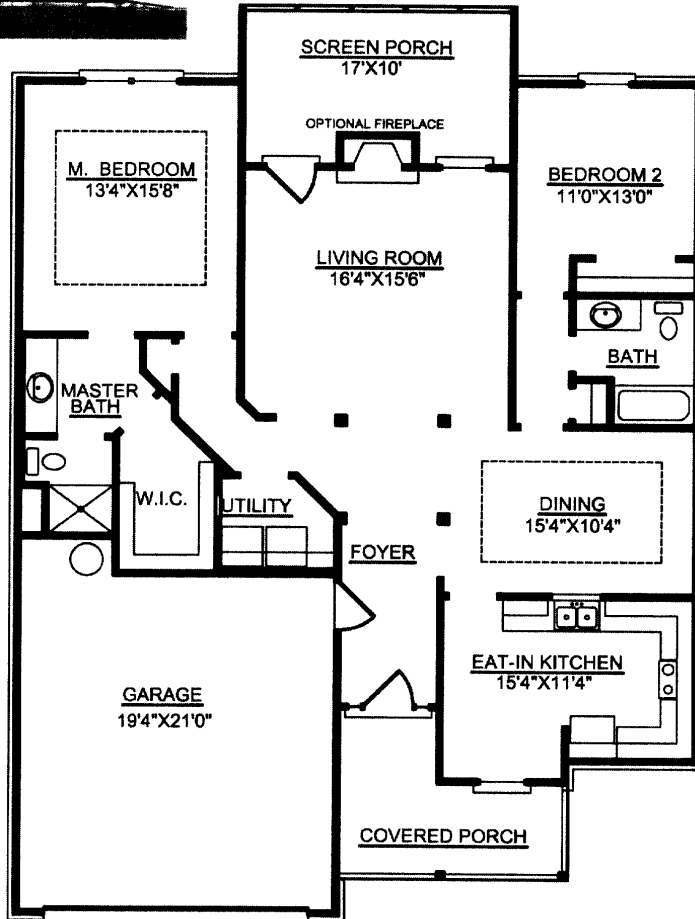 SCREEN PORCH
17'X10'
OPTIONAL FIREPLACE
M. BEDROOM
13'4"X15'8"
BEDROOM 2
11'0"X13'0"
LIVING ROOM
16'4"X15'6"
BATH
MASTER
BATH
W.I.C.
UTILITY
DINING
15'4"X10'4"
FOYER
EAT-IN KITCHEN
15'4"X11'4"
GARAGE
19'4"X21'0"
COVERED PORCH